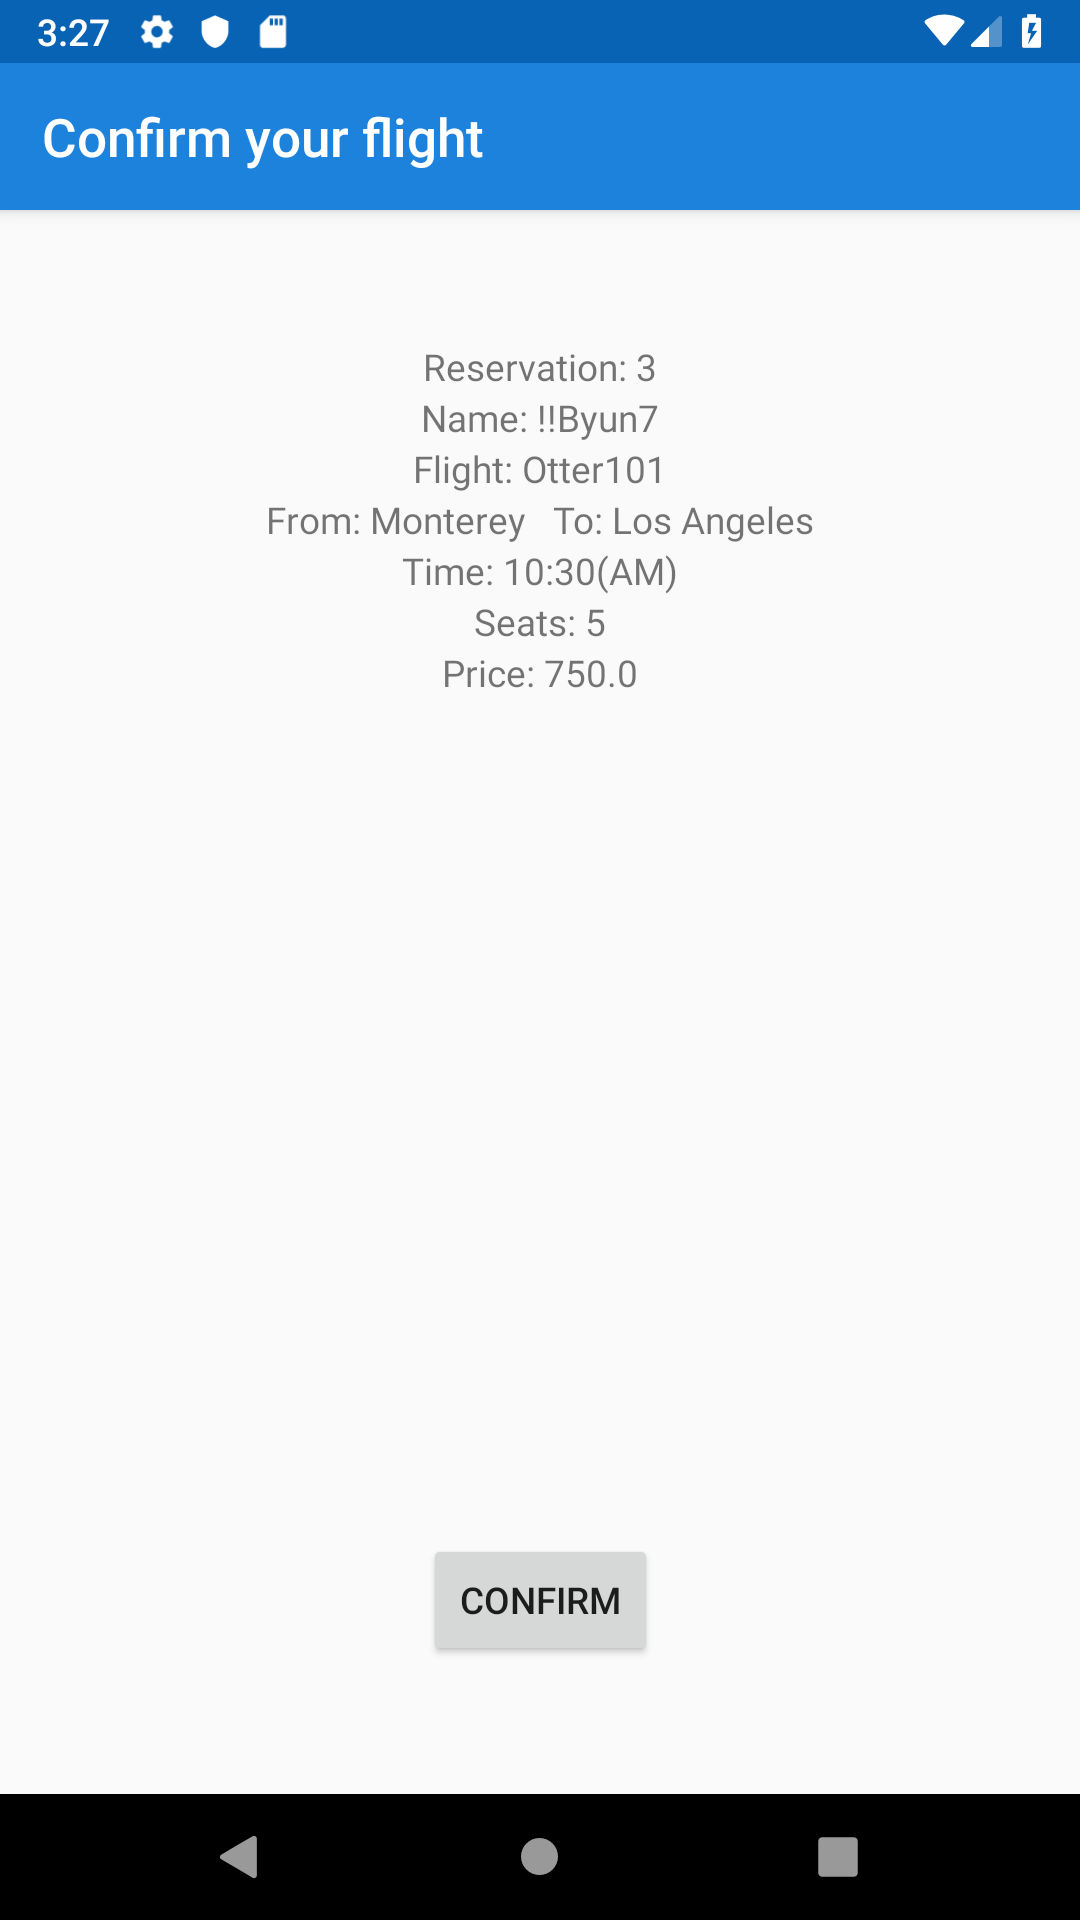 3:27
Confirm your flight
Reservation: 3
Name: !!Byun7
Flight: Otter101
From: Monterey   To: Los Angeles
Time: 10:30(AM)
Seats: 5
Price: 750.0
CONFIRM